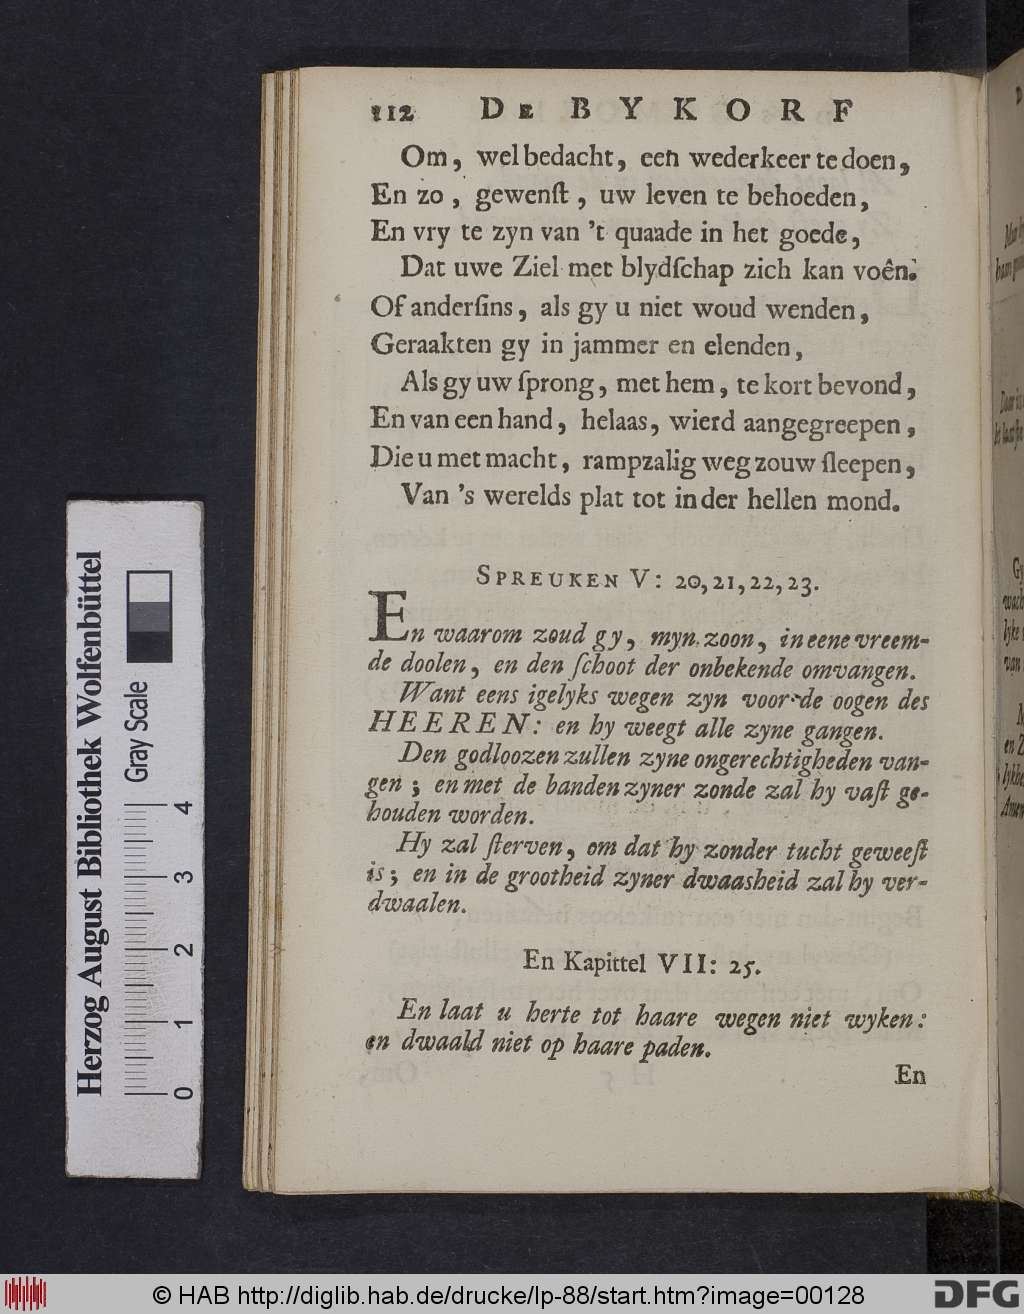 112 DE BYKORF
Om, wel bedacht, een wederkeer te doen,
En zo, gewenſt, uw leven te behoeden,
En vry te zyn van 't quaade in het goede,
Dat uwe Ziel met blydſchap zich kan voên.
Of anderſins, als gy u niet woud wenden,
Geraakten gy in jammer en elenden,
Als gy uw ſprong, met hem, te kort bevond,
En van een hand, helaas, wierd aangegreepen,
Die u met macht, rampzalig weg zouw ſleepen,
Van 's werelds plat tot in der hellen mond.
SPREUKEN V: 20, 21, 22, 23.
En waarom zoud gy, myn zoon, in eene vreem-
de doolen, en den ſchoot der onbekende omvangen.
Want eens igelyks wegen zyn voor de oogen des
HEEREN: en hy weegt alle zyne gangen.
Den godloozen zullen zyne ongerechtigheden van-
gen; en met de banden zyner zonde zal hy vaſt ge-
houden worden.
Hy zal ſterven, om dat hy zonder tucht geweeſt
is; en in de grootheid zyner dwaasheid zal hy ver-
dwaalen.
En Kapittel VII: 25.
En laat u herte tot haare wegen niet wyken:
en dwaald niet op haare paden.
En
Herzog August Bibliothek Wolfenbüttel
Gray Scale
0 1 2 3 4
© HAB http://diglib.hab.de/drucke/lp-88/start.htm?image=00128
DFG